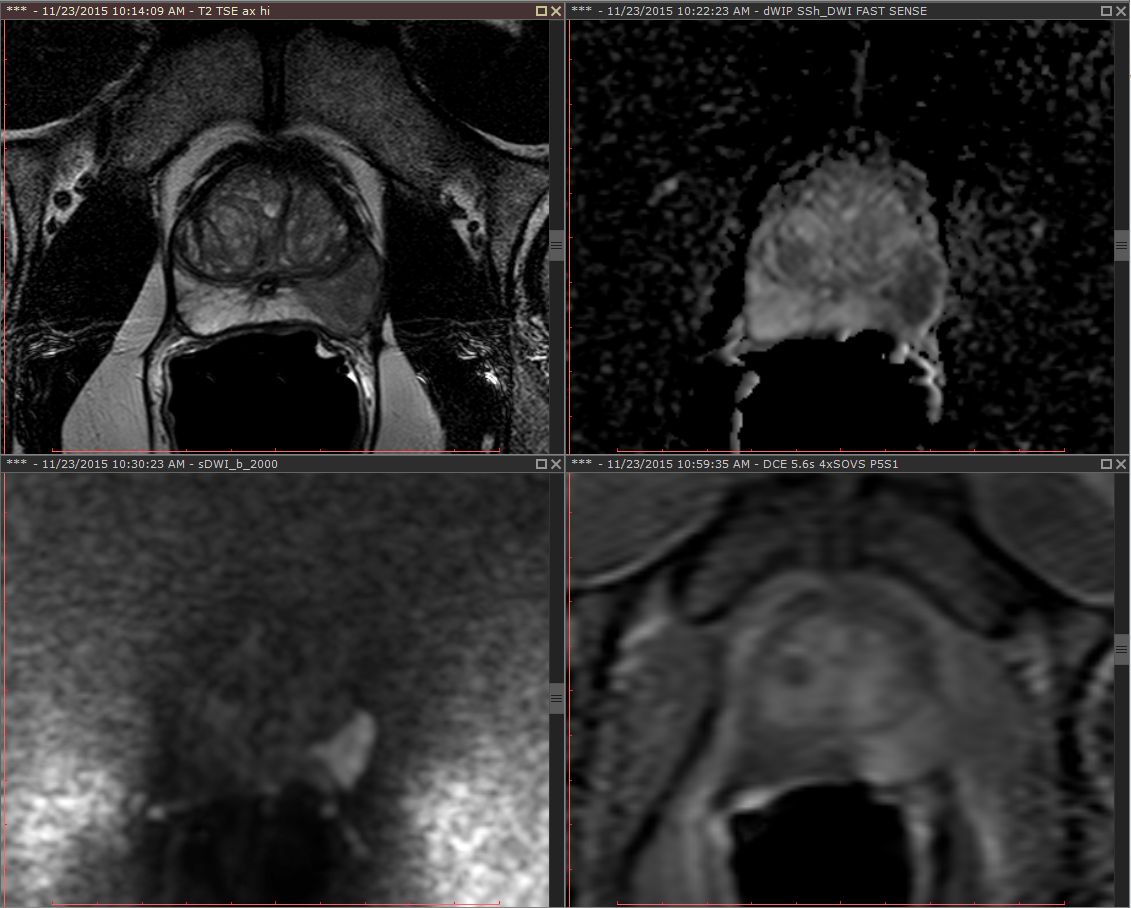 *** - 11/23/2015 10:14:09 AM - T2 TSE ax hi
*** - 11/23/2015 10:22:23 AM - dWIP SSh_DWI FAST SENSE
*** - 11/23/2015 10:30:23 AM - sDWI_b_2000
*** - 11/23/2015 10:59:35 AM - DCE 5.6s 4xSOVS P5S1